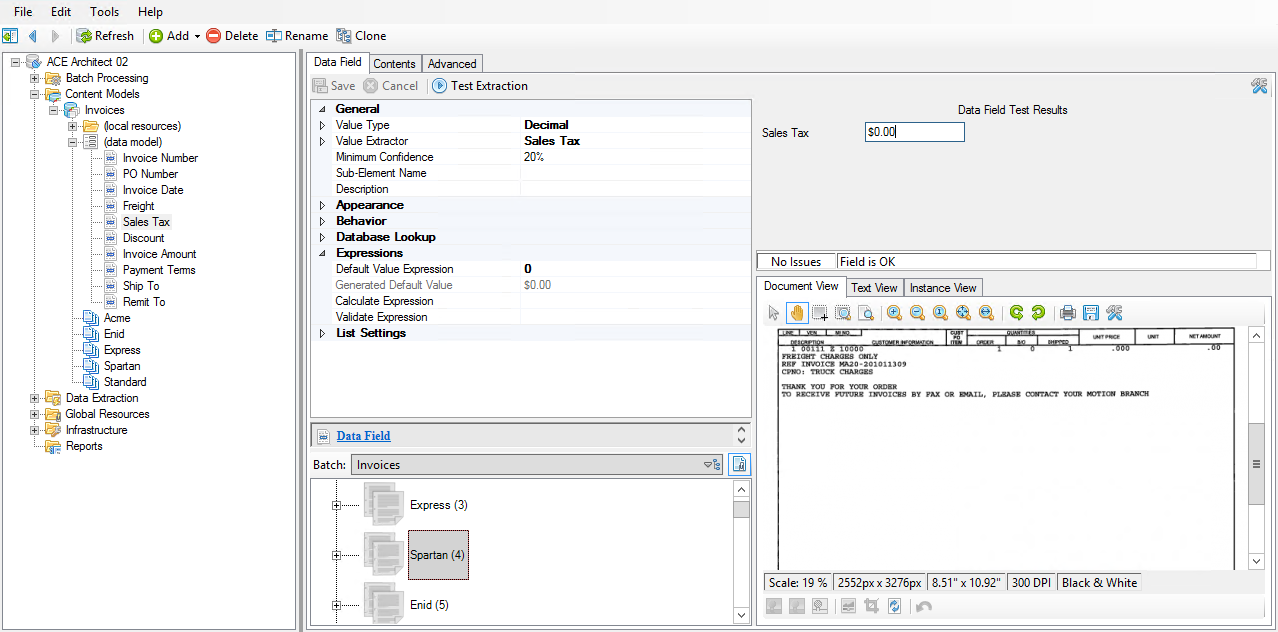 File Edit Tools Help
Refresh Add Delete Rename Clone
ACE Architect 02
Batch Processing
Content Models
Invoices
(local resources)
(data model)
Invoice Number
PO Number
Invoice Date
Freight
Sales Tax
Discount
Invoice Amount
Payment Terms
Ship To
Remit To
Acme
Enid
Express
Spartan
Standard
Data Extraction
Global Resources
Infrastructure
Reports
Data Field Contents Advanced
Save Cancel Test Extraction
General
Value Type Decimal
Value Extractor Sales Tax
Minimum Confidence 20%
Sub-Element Name
Description
Appearance
Behavior
Database Lookup
Expressions
Default Value Expression 0
Generated Default Value $0.00
Calculate Expression
Validate Expression
List Settings
Data Field
Batch: Invoices
Express (3)
Spartan (4)
Enid (5)
Data Field Test Results
Sales Tax $0.00
No Issues Field is OK
Document View Text View Instance View
LINE VEN. MI NO. CUST PO ITEM QUANTITIES UNIT PRICE UNIT NET AMOUNT
DESCRIPTION CUSTOMER INFORMATION ORDER B/O SHIPPED
1 00111 Z 10000 1 0 1 .000 .00
FREIGHT CHARGES ONLY
REF INVOICE MA20-201011309
CPNO: TRUCK CHARGES
THANK YOU FOR YOUR ORDER
TO RECEIVE FUTURE INVOICES BY FAX OR EMAIL, PLEASE CONTACT YOUR MOTION BRANCH
Scale: 19 % 2552px x 3276px 8.51" x 10.92" 300 DPI Black & White